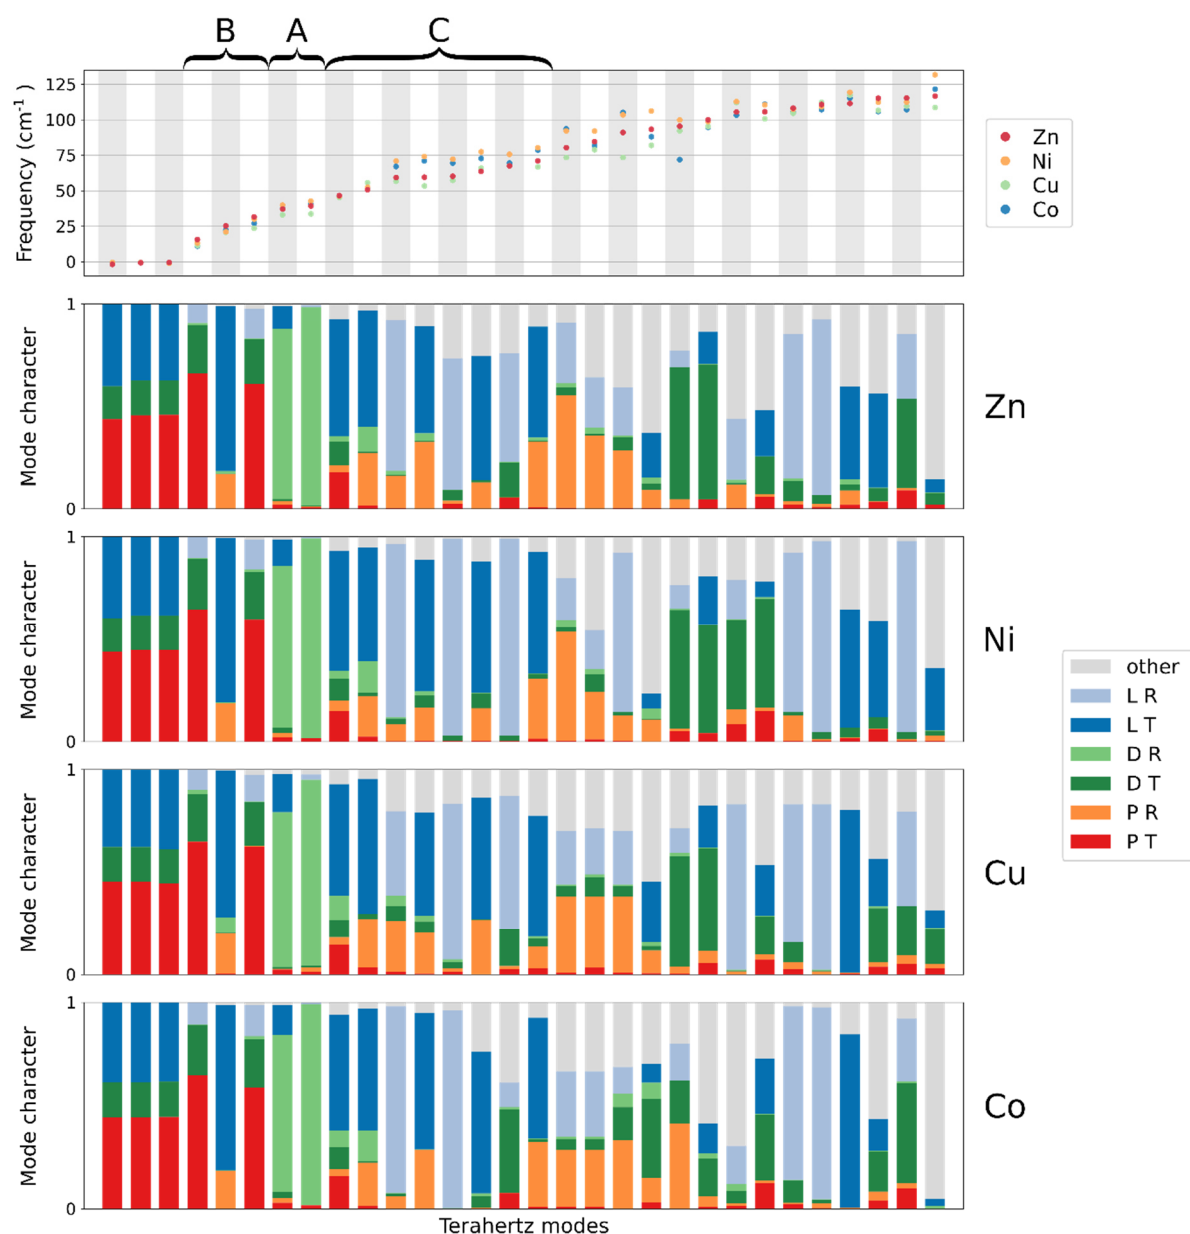 B A C
Frequency (cm⁻¹)
125
100
75
50
25
0
Zn
Ni
Cu
Co
Mode character
1
0
Zn
Mode character
1
0
Ni
other
L R
L T
D R
D T
P R
P T
Mode character
1
0
Cu
Mode character
1
0
Co
Terahertz modes